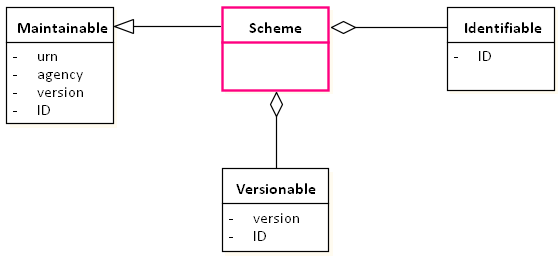 Maintainable
- urn
- agency
- version
- ID
Scheme
Identifiable
- ID
Versionable
- version
- ID